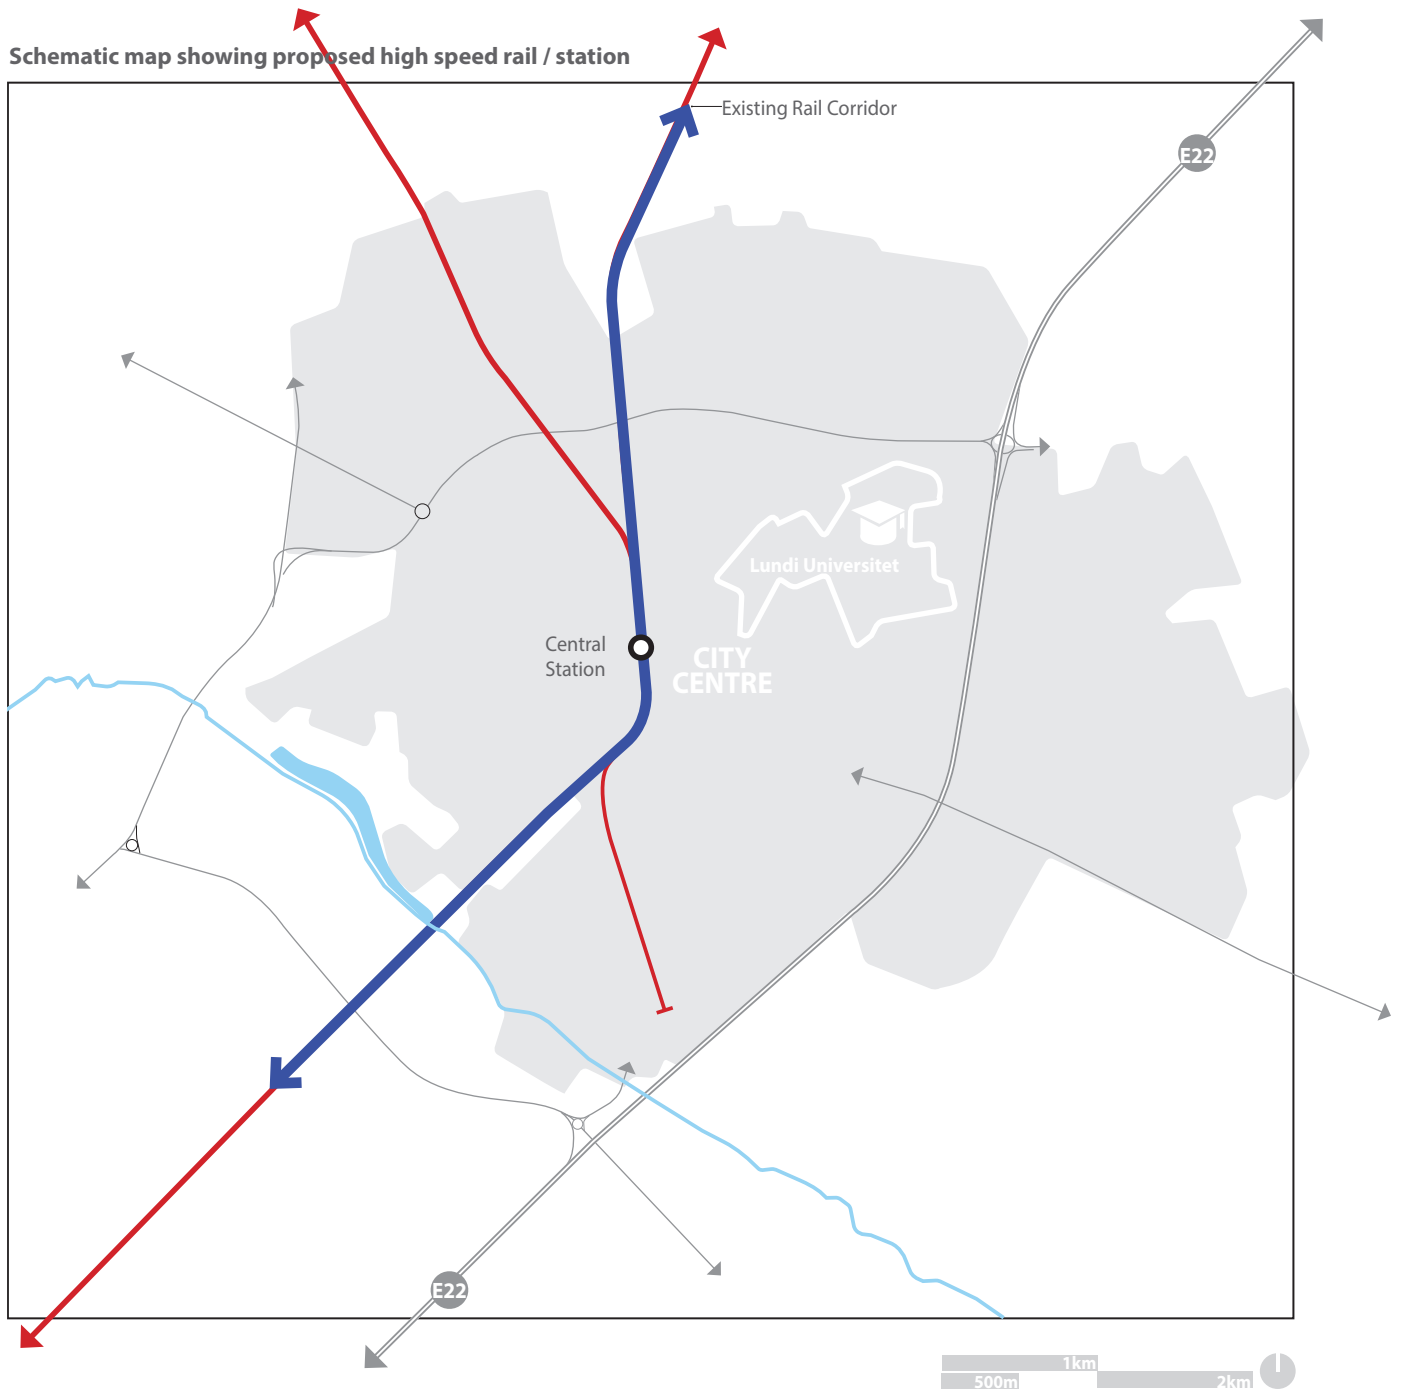 Schematic map showing proposed high speed rail / station
Existing Rail Corridor
E22
Lundi Universitet
Central
Station
CITY
CENTRE
E22
1km
500m
2km